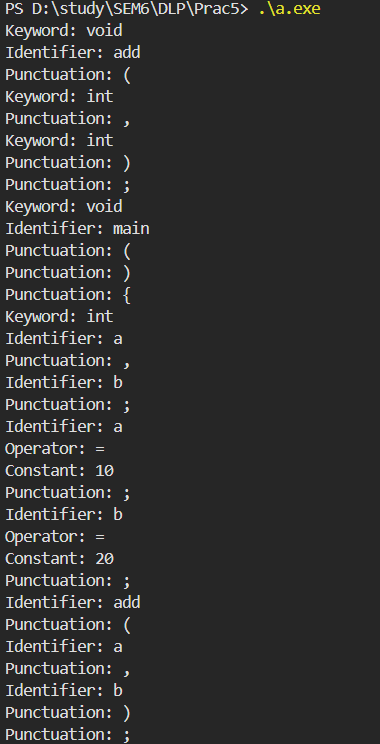 PS D:\study\SEM6\DLP\Prac5> .\a.exe
Keyword: void
Identifier: add
Punctuation: (
Keyword: int
Punctuation: ,
Keyword: int
Punctuation: )
Punctuation: ;
Keyword: void
Identifier: main
Punctuation: (
Punctuation: )
Punctuation: {
Keyword: int
Identifier: a
Punctuation: ,
Identifier: b
Punctuation: ;
Identifier: a
Operator: =
Constant: 10
Punctuation: ;
Identifier: b
Operator: =
Constant: 20
Punctuation: ;
Identifier: add
Punctuation: (
Identifier: a
Punctuation: ,
Identifier: b
Punctuation: )
Punctuation: ;